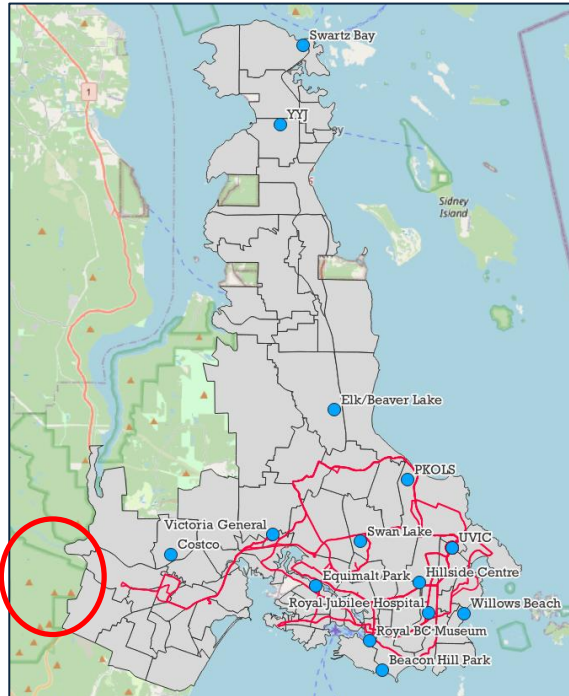 Swartz Bay
1
YYJ
Sidney
Island
Elk/Beaver Lake
PKOLS
Victoria General
Costco
Swan Lake
UVIC
Equimalt Park
Hillside Centre
Royal Jubilee Hospital
Willows Beach
Royal BC Museum
Beacon Hill Park